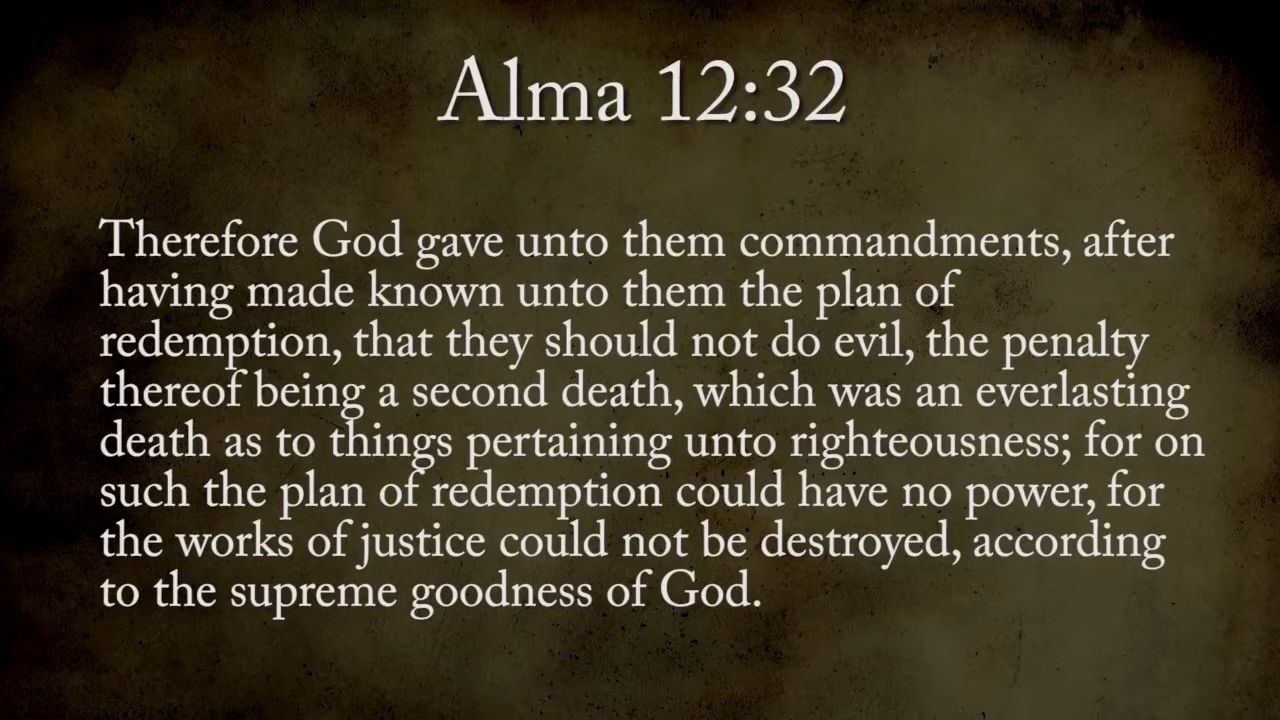 Alma 12:32
Therefore God gave unto them commandments, after
having made known unto them the plan of
redemption, that they should not do evil, the penalty
thereof being a second death, which was an everlasting
death as to things pertaining unto righteousness; for on
such the plan of redemption could have no power, for
the works of justice could not be destroyed, according
to the supreme goodness of God.